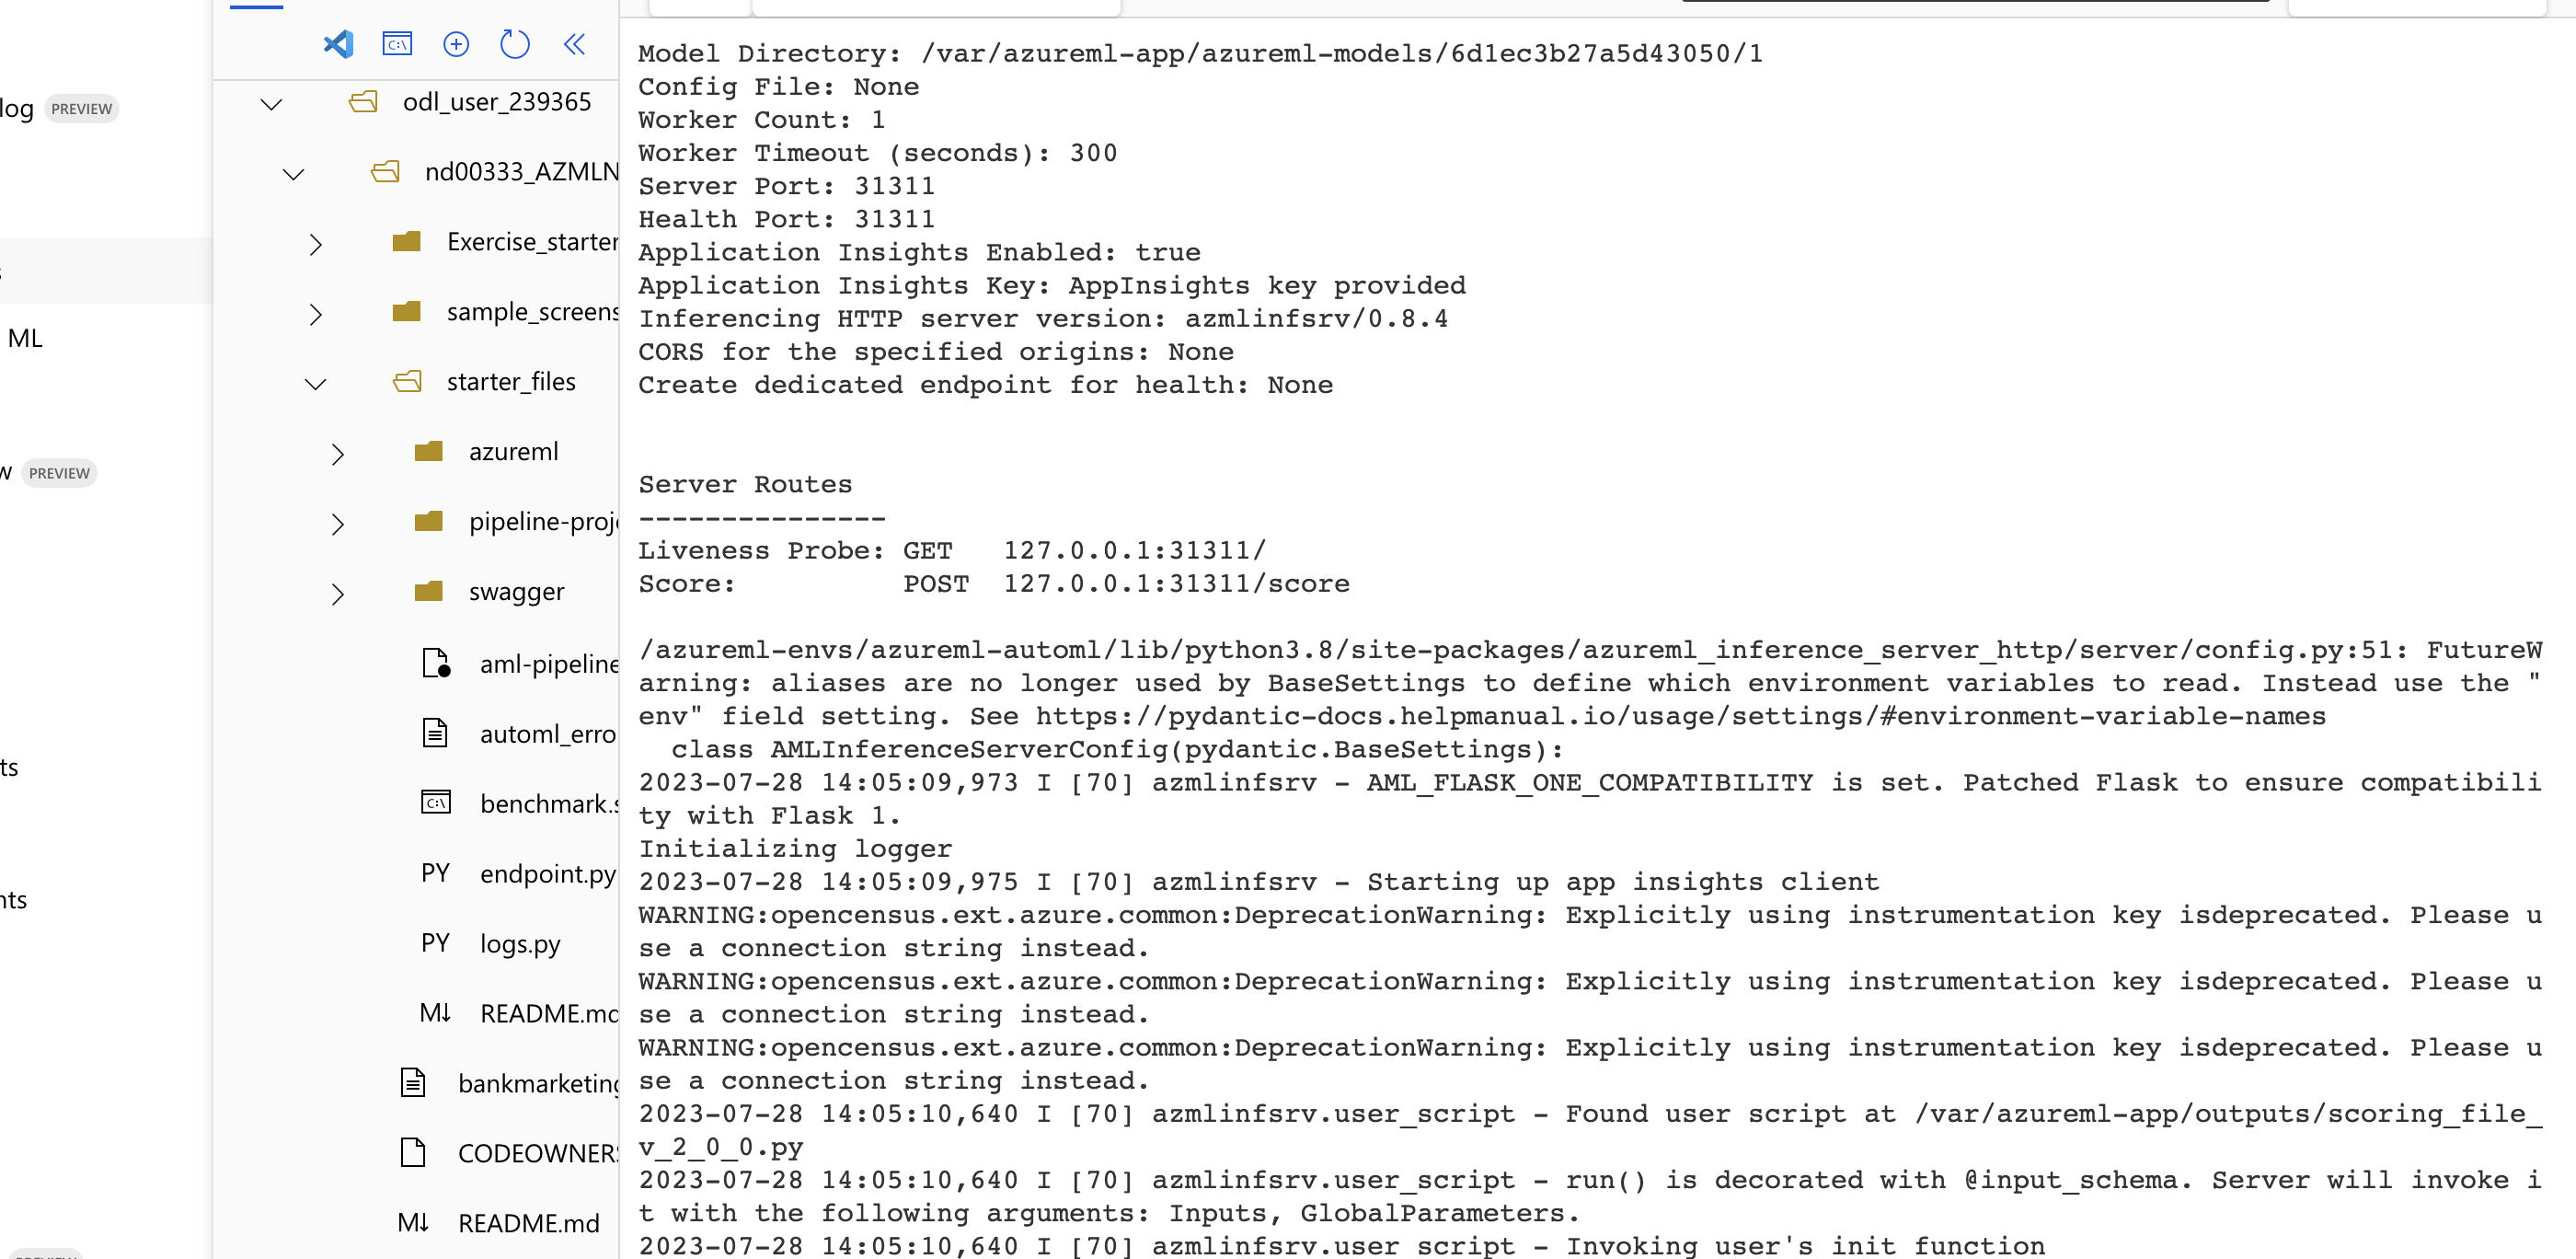 log PREVIEW
ML
w PREVIEW
ts
nts
odl_user_239365
nd00333_AZMLN
Exercise_starter
sample_screens
starter_files
azureml
pipeline-proj
swagger
aml-pipeline
automl_erro
benchmark.s
PY endpoint.py
PY logs.py
M↓ README.md
bankmarketing
CODEOWNERS
M↓ README.md
Model Directory: /var/azureml-app/azureml-models/6d1ec3b27a5d43050/1
Config File: None
Worker Count: 1
Worker Timeout (seconds): 300
Server Port: 31311
Health Port: 31311
Application Insights Enabled: true
Application Insights Key: AppInsights key provided
Inferencing HTTP server version: azmlinfsrv/0.8.4
CORS for the specified origins: None
Create dedicated endpoint for health: None
Server Routes
---------------
Liveness Probe: GET   127.0.0.1:31311/
Score:          POST  127.0.0.1:31311/score
/azureml-envs/azureml-automl/lib/python3.8/site-packages/azureml_inference_server_http/server/config.py:51: FutureW
arning: aliases are no longer used by BaseSettings to define which environment variables to read. Instead use the "
env" field setting. See https://pydantic-docs.helpmanual.io/usage/settings/#environment-variable-names
  class AMLInferenceServerConfig(pydantic.BaseSettings):
2023-07-28 14:05:09,973 I [70] azmlinfsrv - AML_FLASK_ONE_COMPATIBILITY is set. Patched Flask to ensure compatibili
ty with Flask 1.
Initializing logger
2023-07-28 14:05:09,975 I [70] azmlinfsrv - Starting up app insights client
WARNING:opencensus.ext.azure.common:DeprecationWarning: Explicitly using instrumentation key isdeprecated. Please u
se a connection string instead.
WARNING:opencensus.ext.azure.common:DeprecationWarning: Explicitly using instrumentation key isdeprecated. Please u
se a connection string instead.
WARNING:opencensus.ext.azure.common:DeprecationWarning: Explicitly using instrumentation key isdeprecated. Please u
se a connection string instead.
2023-07-28 14:05:10,640 I [70] azmlinfsrv.user_script - Found user script at /var/azureml-app/outputs/scoring_file_
v_2_0_0.py
2023-07-28 14:05:10,640 I [70] azmlinfsrv.user_script - run() is decorated with @input_schema. Server will invoke i
t with the following arguments: Inputs, GlobalParameters.
2023-07-28 14:05:10,640 I [70] azmlinfsrv.user_script - Invoking user's init function